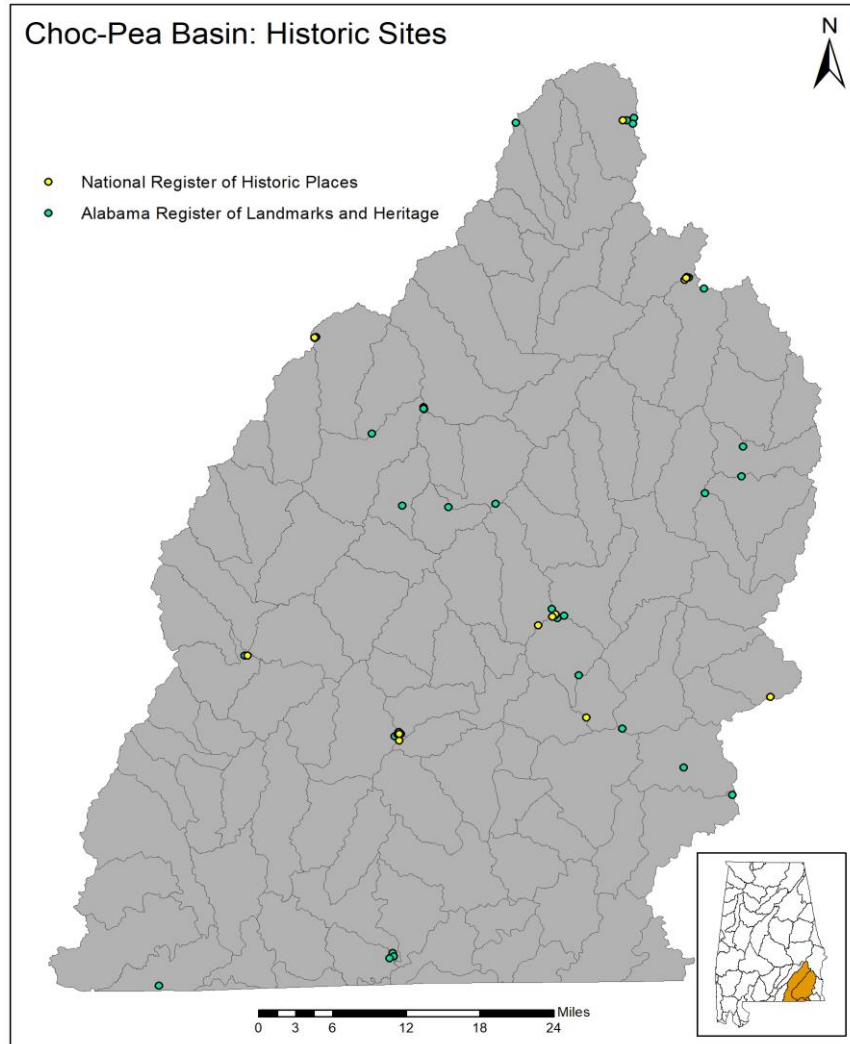 Choc-Pea Basin: Historic Sites
N
National Register of Historic Places
Alabama Register of Landmarks and Heritage
Miles
0 3 6 12 18 24